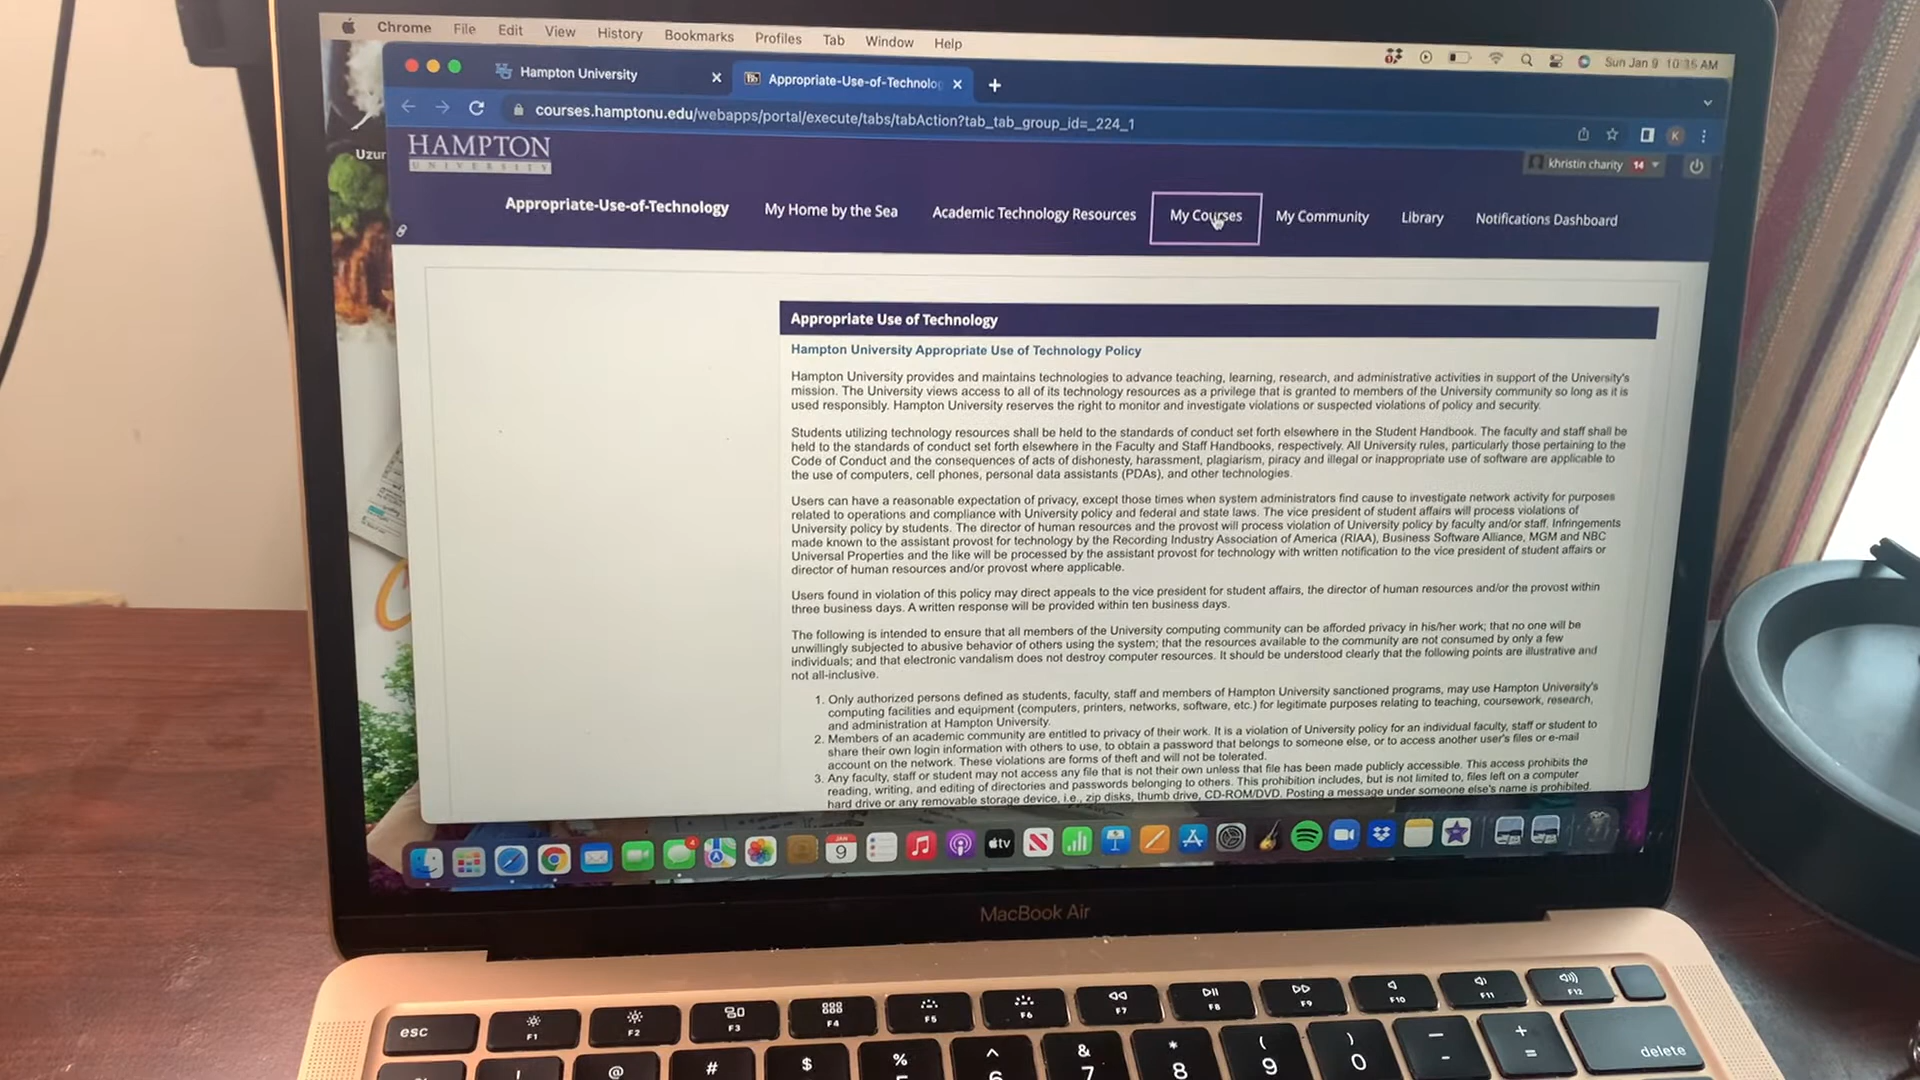 Chrome File Edit View History Bookmarks Profiles Tab Window Help
Sun Jan 9 10:35 AM
Hampton University
Appropriate-Use-of-Technolo
courses.hamptonu.edu/webapps/portal/execute/tabs/tabAction?tab_tab_group_id=_224_1
K
Uzur
HAMPTON
UNIVERSITY
khristin charity 14
Appropriate-Use-of-Technology My Home by the Sea Academic Technology Resources My Courses My Community Library Notifications Dashboard
Appropriate Use of Technology
Hampton University Appropriate Use of Technology Policy
Hampton University provides and maintains technologies to advance teaching, learning, research, and administrative activities in support of the University's
mission. The University views access to all of its technology resources as a privilege that is granted to members of the University community so long as it is
used responsibly. Hampton University reserves the right to monitor and investigate violations or suspected violations of policy and security.
Students utilizing technology resources shall be held to the standards of conduct set forth elsewhere in the Student Handbook. The faculty and staff shall be
held to the standards of conduct set forth elsewhere in the Faculty and Staff Handbooks, respectively. All University rules, particularly those pertaining to the
Code of Conduct and the consequences of acts of dishonesty, harassment, plagiarism, piracy and illegal or inappropriate use of software are applicable to
the use of computers, cell phones, personal data assistants (PDAs), and other technologies.
Users can have a reasonable expectation of privacy, except those times when system administrators find cause to investigate network activity for purposes
related to operations and compliance with University policy and federal and state laws. The vice president of student affairs will process violations of
University policy by students. The director of human resources and the provost will process violation of University policy by faculty and/or staff. Infringements
made known to the assistant provost for technology by the Recording Industry Association of America (RIAA), Business Software Alliance, MGM and NBC
Universal Properties and the like will be processed by the assistant provost for technology with written notification to the vice president of student affairs or
director of human resources and/or provost where applicable.
Users found in violation of this policy may direct appeals to the vice president for student affairs, the director of human resources and/or the provost within
three business days. A written response will be provided within ten business days.
The following is intended to ensure that all members of the University computing community can be afforded privacy in his/her work; that no one will be
unwillingly subjected to abusive behavior of others using the system; that the resources available to the community are not consumed by only a few
individuals; and that electronic vandalism does not destroy computer resources. It should be understood clearly that the following points are illustrative and
not all-inclusive.
1. Only authorized persons defined as students, faculty, staff and members of Hampton University sanctioned programs, may use Hampton University's
computing facilities and equipment (computers, printers, networks, software, etc.) for legitimate purposes relating to teaching, coursework, research,
and administration at Hampton University.
2. Members of an academic community are entitled to privacy of their work. It is a violation of University policy for an individual faculty, staff or student to
share their own login information with others to use, to obtain a password that belongs to someone else, or to access another user's files or e-mail
account on the network. These violations are forms of theft and will not be tolerated.
3. Any faculty, staff or student may not access any file that is not their own unless that file has been made publicly accessible. This access prohibits the
reading, writing, and editing of directories and passwords belonging to others. This prohibition includes, but is not limited to, files left on a computer
hard drive or any removable storage device, i.e., zip disks, thumb drive, CD-ROM/DVD. Posting a message under someone else's name is prohibited.
JAN
9
4
tv
MacBook Air
esc F1 F2 F3 F4 F5 F6 F7 F8 F9 F10 F11 F12
! @ # $ % ^ & * ( ) _ +
6 7 8 9 0 - = delete